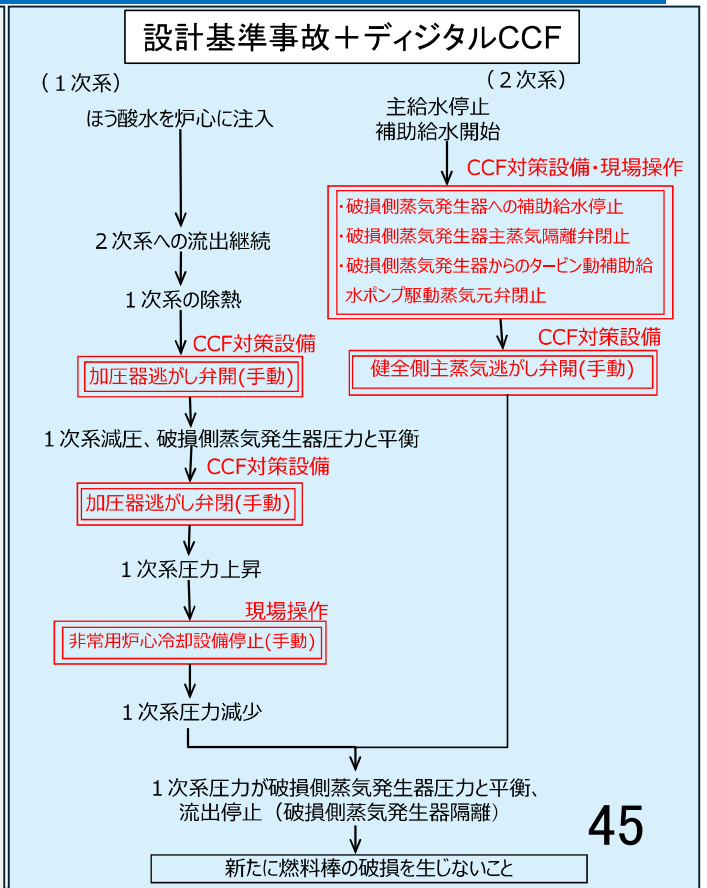 設計基準事故＋ディジタルCCF
（１次系）
ほう酸水を炉心に注入
２次系への流出継続
１次系の除熱
CCF対策設備
加圧器逃がし弁開(手動)
１次系減圧、破損側蒸気発生器圧力と平衡
CCF対策設備
加圧器逃がし弁閉(手動)
１次系圧力上昇
現場操作
非常用炉心冷却設備停止(手動)
１次系圧力減少
（２次系）
主給水停止
補助給水開始
CCF対策設備・現場操作
・破損側蒸気発生器への補助給水停止
・破損側蒸気発生器主蒸気隔離弁閉止
・破損側蒸気発生器からのタービン動補助給
水ポンプ駆動蒸気元弁閉止
CCF対策設備
健全側主蒸気逃がし弁開(手動)
１次系圧力が破損側蒸気発生器圧力と平衡、
流出停止（破損側蒸気発生器隔離）
新たに燃料棒の破損を生じないこと
45